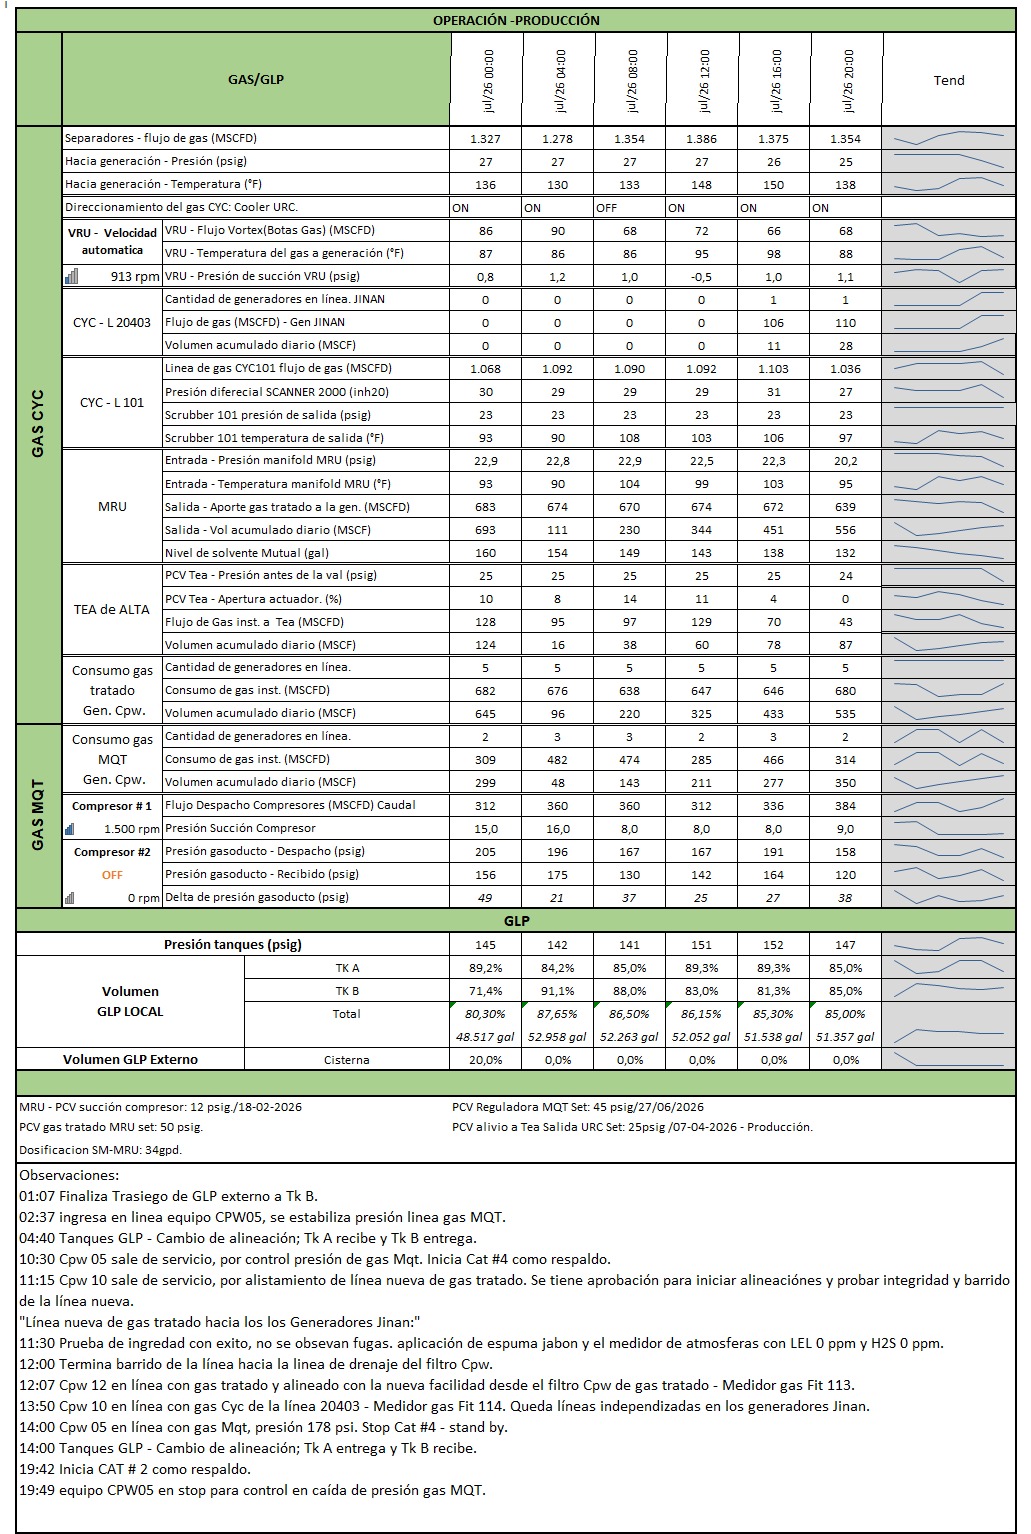 OPERACIÓN -PRODUCCIÓN
GAS/GLP jul/26 00:00 jul/26 04:00 jul/26 08:00 jul/26 12:00 jul/26 16:00 jul/26 20:00 Tend
GAS CYC
Separadores - flujo de gas (MSCFD) 1.327 1.278 1.354 1.386 1.375 1.354
Hacia generación - Presión (psig) 27 27 27 27 26 25
Hacia generación - Temperatura (°F) 136 130 133 148 150 138
Direccionamiento del gas CYC: Cooler URC. ON ON OFF ON ON ON
VRU - Velocidad automatica
913 rpm
VRU - Flujo Vortex(Botas Gas) (MSCFD) 86 90 68 72 66 68
VRU - Temperatura del gas a generación (°F) 87 86 86 95 98 88
VRU - Presión de succión VRU (psig) 0,8 1,2 1,0 -0,5 1,0 1,1
CYC - L 20403
Cantidad de generadores en línea. JINAN 0 0 0 0 1 1
Flujo de gas (MSCFD) - Gen JINAN 0 0 0 0 106 110
Volumen acumulado diario (MSCF) 0 0 0 0 11 28
CYC - L 101
Linea de gas CYC101 flujo de gas (MSCFD) 1.068 1.092 1.090 1.092 1.103 1.036
Presión diferecial SCANNER 2000 (inh20) 30 29 29 29 31 27
Scrubber 101 presión de salida (psig) 23 23 23 23 23 23
Scrubber 101 temperatura de salida (°F) 93 90 108 103 106 97
MRU
Entrada - Presión manifold MRU (psig) 22,9 22,8 22,9 22,5 22,3 20,2
Entrada - Temperatura manifold MRU (°F) 93 90 104 99 103 95
Salida - Aporte gas tratado a la gen. (MSCFD) 683 674 670 674 672 639
Salida - Vol acumulado diario (MSCF) 693 111 230 344 451 556
Nivel de solvente Mutual (gal) 160 154 149 143 138 132
TEA de ALTA
PCV Tea - Presión antes de la val (psig) 25 25 25 25 25 24
PCV Tea - Apertura actuador. (%) 10 8 14 11 4 0
Flujo de Gas inst. a Tea (MSCFD) 128 95 97 129 70 43
Volumen acumulado diario (MSCF) 124 16 38 60 78 87
Consumo gas tratado Gen. Cpw.
Cantidad de generadores en línea. 5 5 5 5 5 5
Consumo de gas inst. (MSCFD) 682 676 638 647 646 680
Volumen acumulado diario (MSCF) 645 96 220 325 433 535
GAS MQT
Consumo gas MQT Gen. Cpw.
Cantidad de generadores en línea. 2 3 3 2 3 2
Consumo de gas inst. (MSCFD) 309 482 474 285 466 314
Volumen acumulado diario (MSCF) 299 48 143 211 277 350
Compresor # 1
1.500 rpm
Flujo Despacho Compresores (MSCFD) Caudal 312 360 360 312 336 384
Presión Succión Compresor 15,0 16,0 8,0 8,0 8,0 9,0
Compresor #2
OFF
0 rpm
Presión gasoducto - Despacho (psig) 205 196 167 167 191 158
Presión gasoducto - Recibido (psig) 156 175 130 142 164 120
Delta de presión gasoducto (psig) 49 21 37 25 27 38
GLP
Presión tanques (psig) 145 142 141 151 152 147
Volumen GLP LOCAL
TK A 89,2% 84,2% 85,0% 89,3% 89,3% 85,0%
TK B 71,4% 91,1% 88,0% 83,0% 81,3% 85,0%
Total 80,30% 87,65% 86,50% 86,15% 85,30% 85,00%
48.517 gal 52.958 gal 52.263 gal 52.052 gal 51.538 gal 51.357 gal
Volumen GLP Externo Cisterna 20,0% 0,0% 0,0% 0,0% 0,0% 0,0%
MRU - PCV succión compresor: 12 psig./18-02-2026 PCV Reguladora MQT Set: 45 psig/27/06/2026
PCV gas tratado MRU set: 50 psig. PCV alivio a Tea Salida URC Set: 25psig /07-04-2026 - Producción.
Dosificacion SM-MRU: 34gpd.
Observaciones:
01:07 Finaliza Trasiego de GLP externo a Tk B.
02:37 ingresa en linea equipo CPW05, se estabiliza presión linea gas MQT.
04:40 Tanques GLP - Cambio de alineación; Tk A recibe y Tk B entrega.
10:30 Cpw 05 sale de servicio, por control presión de gas Mqt. Inicia Cat #4 como respaldo.
11:15 Cpw 10 sale de servicio, por alistamiento de línea nueva de gas tratado. Se tiene aprobación para iniciar alineaciónes y probar integridad y barrido
de la línea nueva.
"Línea nueva de gas tratado hacia los los Generadores Jinan:"
11:30 Prueba de ingredad con exito, no se obsevan fugas. aplicación de espuma jabon y el medidor de atmosferas con LEL 0 ppm y H2S 0 ppm.
12:00 Termina barrido de la línea hacia la linea de drenaje del filtro Cpw.
12:07 Cpw 12 en línea con gas tratado y alineado con la nueva facilidad desde el filtro Cpw de gas tratado - Medidor gas Fit 113.
13:50 Cpw 10 en línea con gas Cyc de la línea 20403 - Medidor gas Fit 114. Queda líneas independizadas en los generadores Jinan.
14:00 Cpw 05 en línea con gas Mqt, presión 178 psi. Stop Cat #4 - stand by.
14:00 Tanques GLP - Cambio de alineación; Tk A entrega y Tk B recibe.
19:42 Inicia CAT # 2 como respaldo.
19:49 equipo CPW05 en stop para control en caída de presión gas MQT.